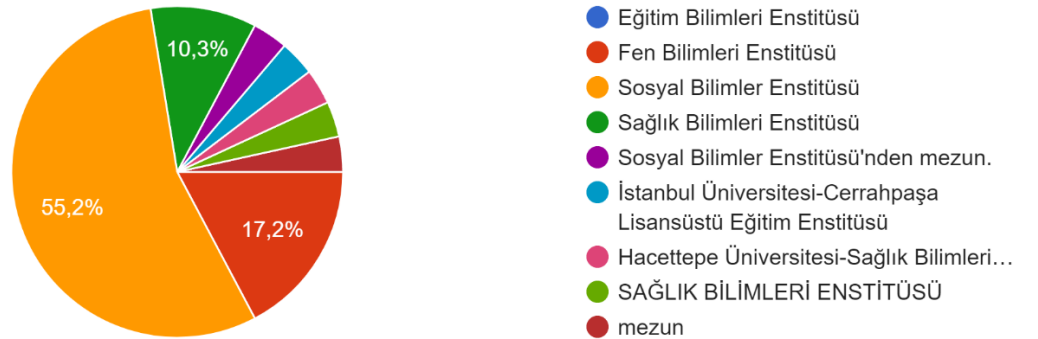 10,3%
55,2%
17,2%
Eğitim Bilimleri Enstitüsü
Fen Bilimleri Enstitüsü
Sosyal Bilimler Enstitüsü
Sağlık Bilimleri Enstitüsü
Sosyal Bilimler Enstitüsü'nden mezun.
İstanbul Üniversitesi-Cerrahpaşa
Lisansüstü Eğitim Enstitüsü
Hacettepe Üniversitesi-Sağlık Bilimleri…
SAĞLIK BİLİMLERİ ENSTİTÜSÜ
mezun